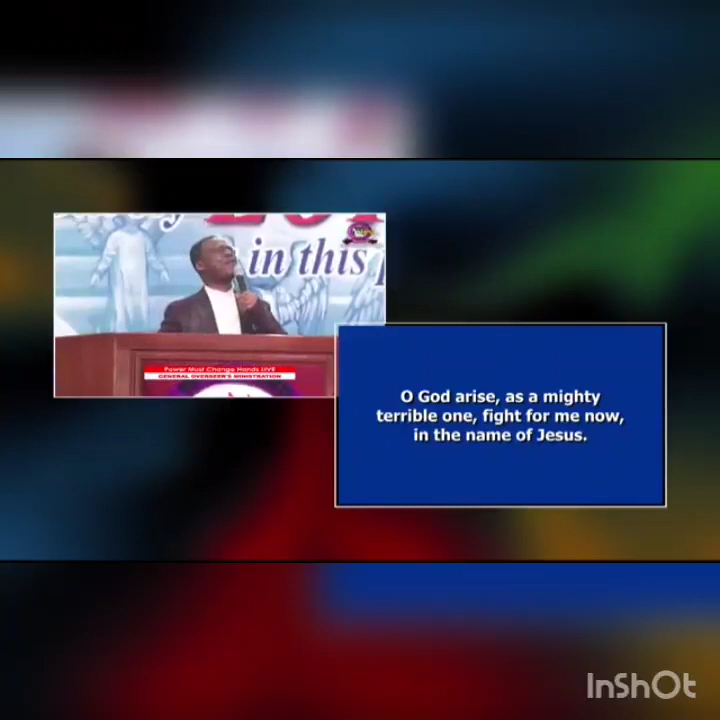 in this
Power Must Change Hands LIVE
GENERAL OVERSEER'S MINISTRATION
O God arise, as a mighty
terrible one, fight for me now,
in the name of Jesus.
InShOt